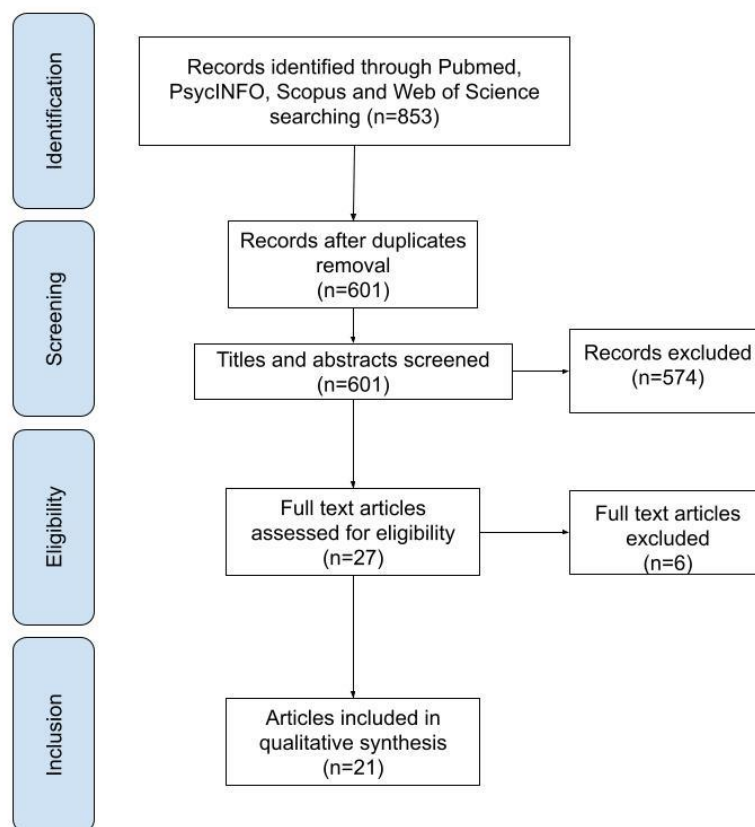 Identification
Records identified through Pubmed,
PsycINFO, Scopus and Web of Science
searching (n=853)
Screening
Records after duplicates
removal
(n=601)
Titles and abstracts screened
(n=601)
Records excluded
(n=574)
Eligibility
Full text articles
assessed for eligibility
(n=27)
Full text articles
excluded
(n=6)
Inclusion
Articles included in
qualitative synthesis
(n=21)